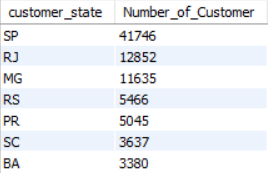 customer_state Number_of_Customer
SP 41746
RJ 12852
MG 11635
RS 5466
PR 5045
SC 3637
BA 3380